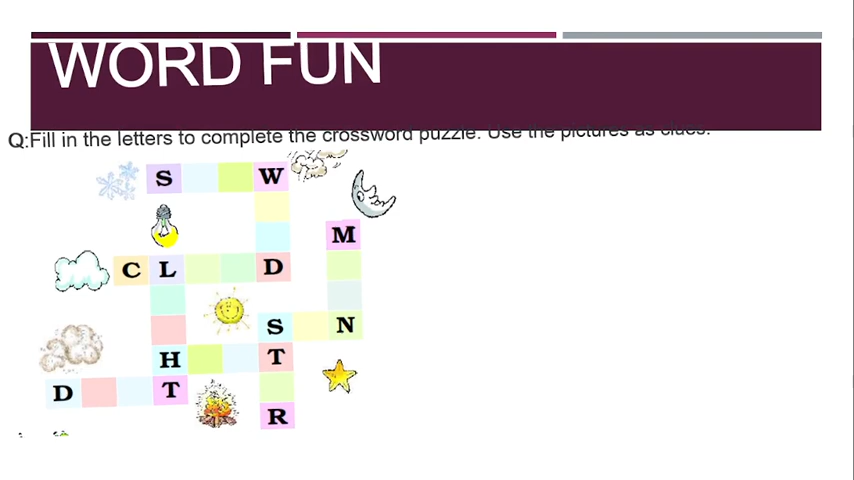 WORD FUN
Q:Fill in the letters to complete the crossword puzzle. Use the pictures as clues.
S W
M
C L D
S N
H T
D T
R